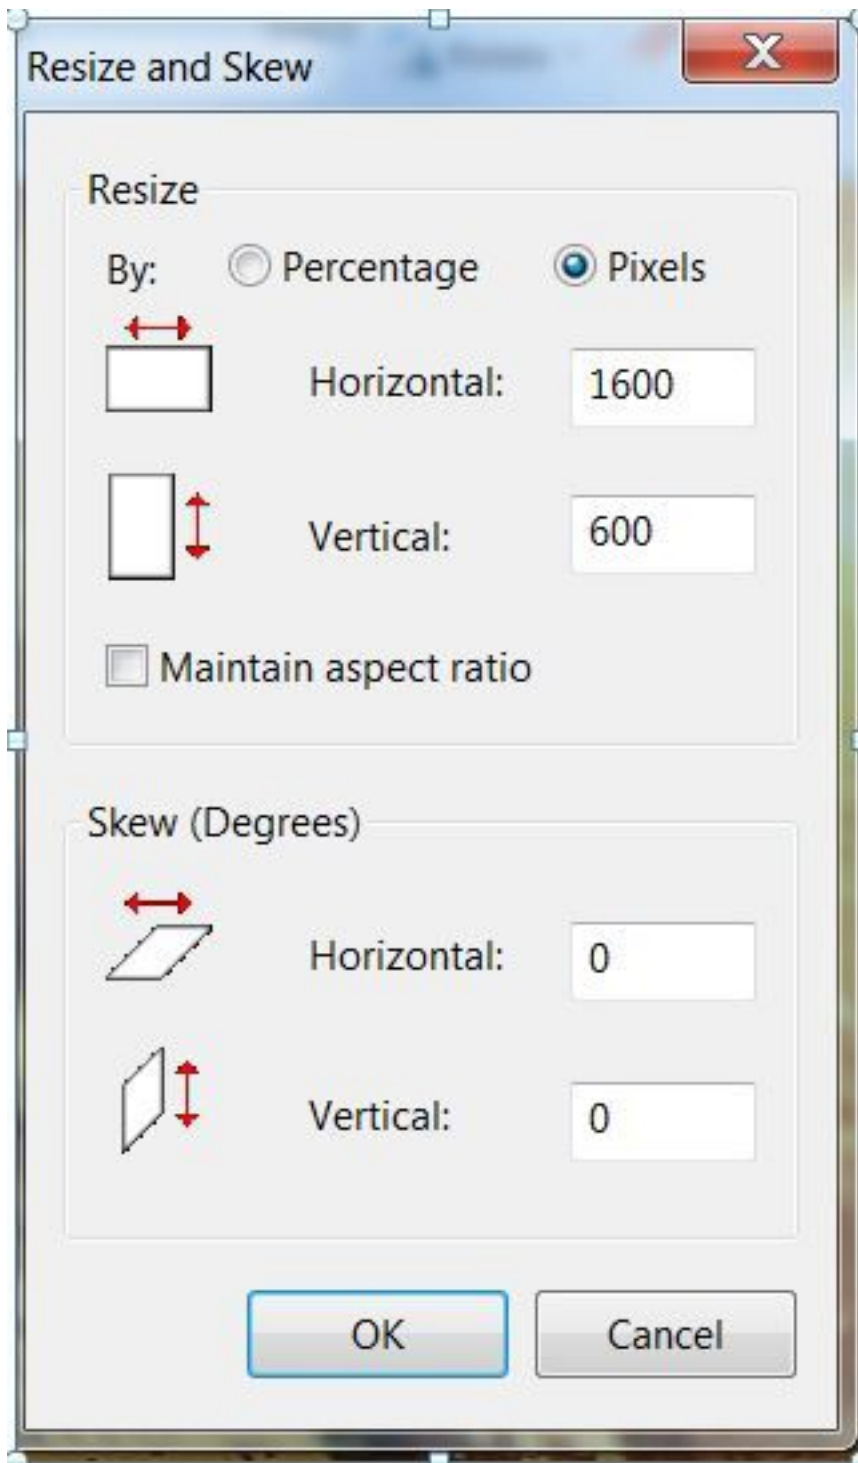 Resize and Skew
Resize
By: Percentage Pixels
Horizontal: 1600
Vertical: 600
Maintain aspect ratio
Skew (Degrees)
Horizontal: 0
Vertical: 0
OK Cancel